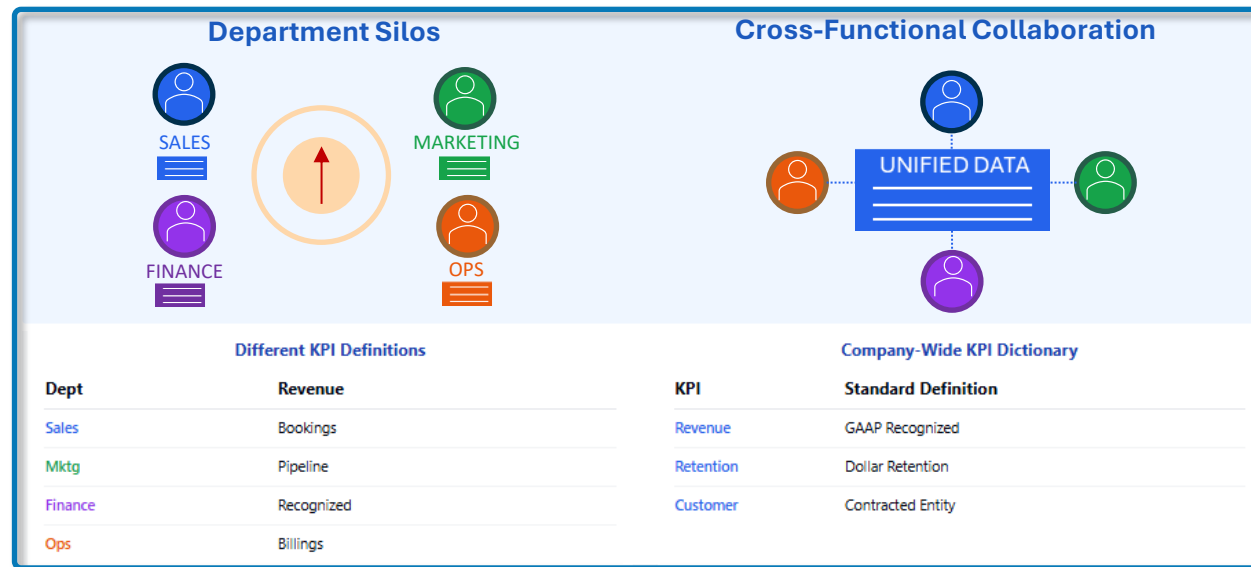 Department Silos
SALES
MARKETING
FINANCE
OPS
Different KPI Definitions
Dept Revenue
Sales Bookings
Mktg Pipeline
Finance Recognized
Ops Billings
Cross-Functional Collaboration
UNIFIED DATA
Company-Wide KPI Dictionary
KPI Standard Definition
Revenue GAAP Recognized
Retention Dollar Retention
Customer Contracted Entity